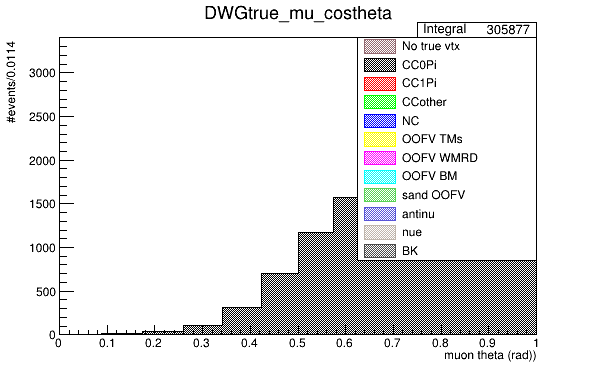 DWGtrue_mu_costheta
Integral 305877
#events/0.0114
No true vtx
CC0Pi
CC1Pi
CCother
NC
OOFV TMs
OOFV WMRD
OOFV BM
sand OOFV
antinu
nue
BK
3000
2500
2000
1500
1000
500
0
0 0.1 0.2 0.3 0.4 0.5 0.6 0.7 0.8 0.9 1
muon theta (rad))